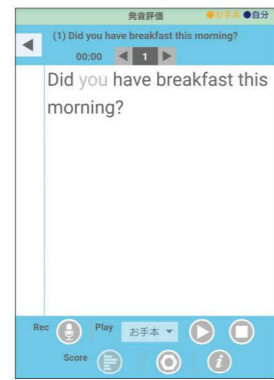 発音評価 ●お手本 ●自分
(1) Did you have breakfast this morning?
00:00 1
Did you have breakfast this
morning?
Rec Play お手本
Score i